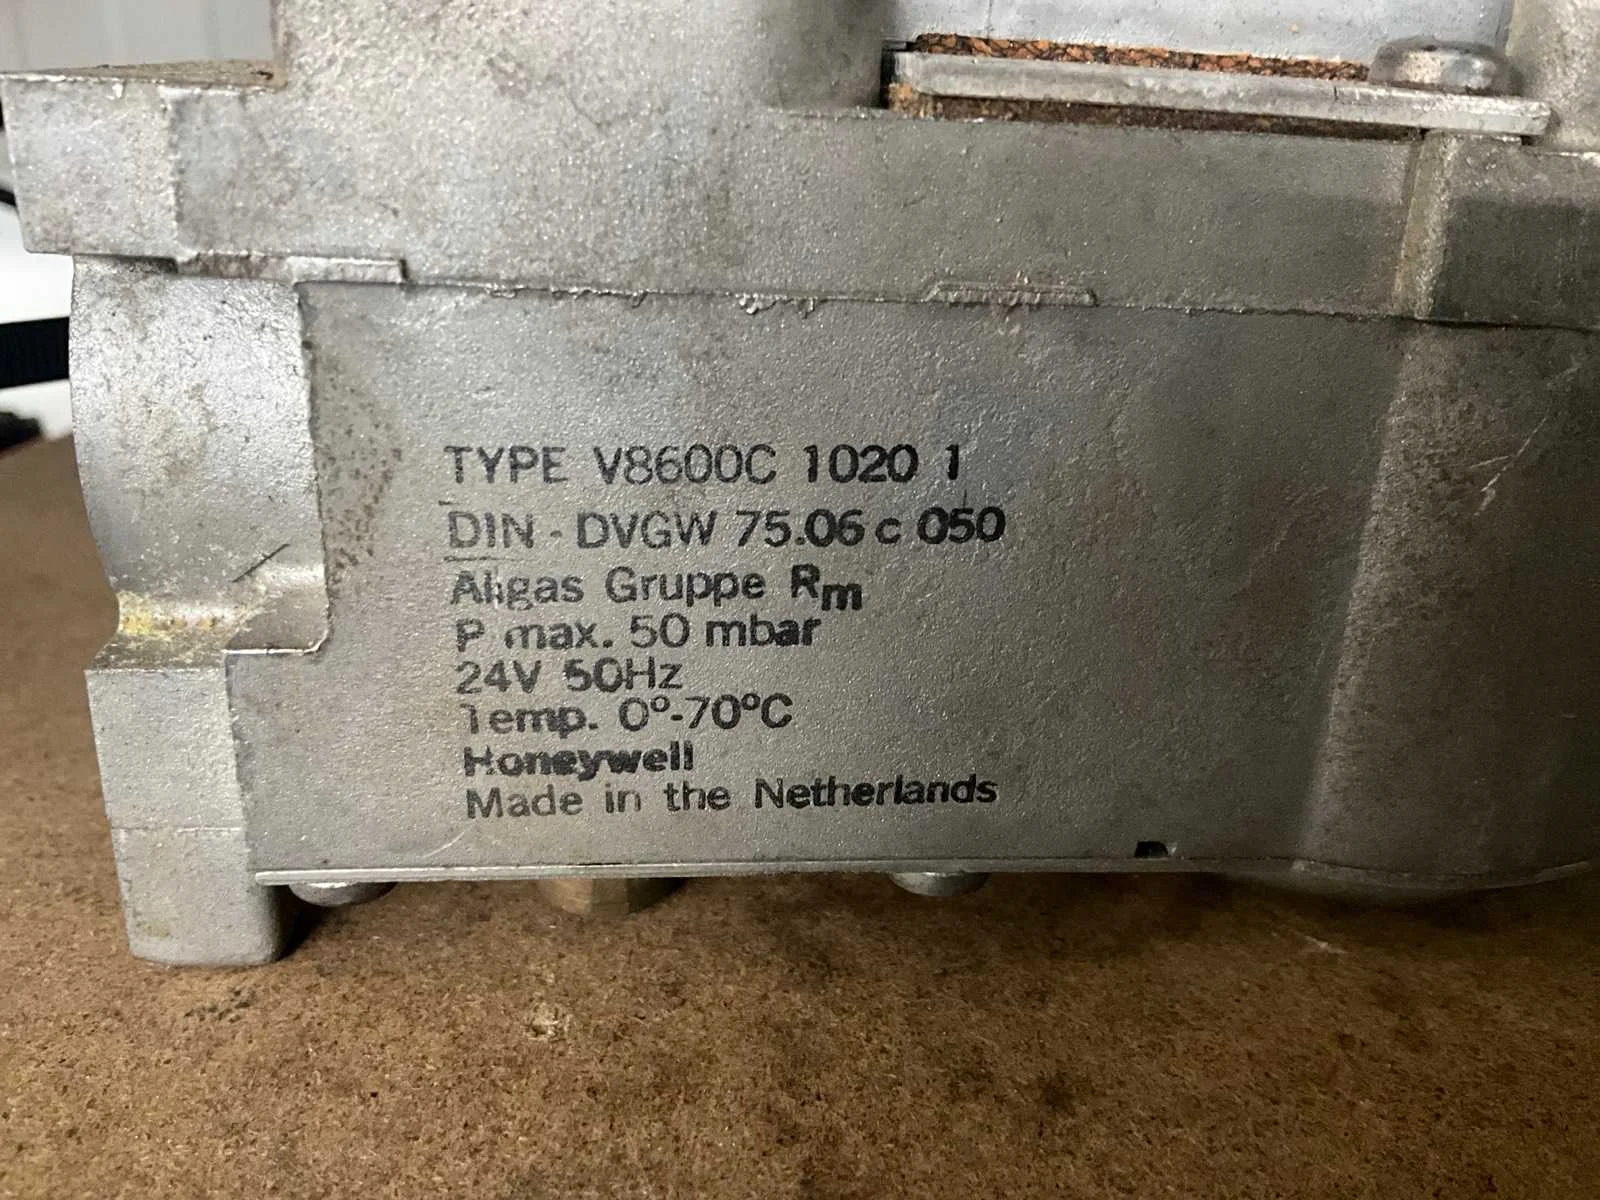 TYPE V8600C 1020 1
DIN - DVGW 75.06 c 050
Allgas Gruppe Rm
P max. 50 mbar
24V 50Hz
Temp. 0°-70°C
Honeywell
Made in the Netherlands